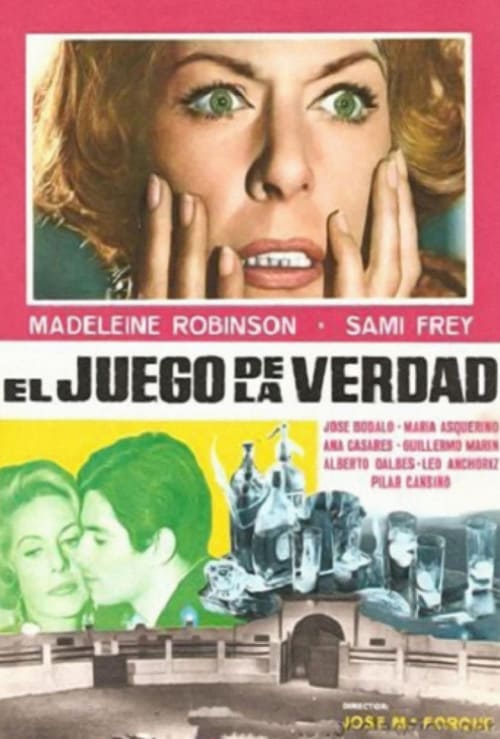 MADELEINE ROBINSON · SAMI FREY
EL JUEGO DE LA VERDAD
JOSE BODALO · MARIA ASQUERINO
ANA CASARES · GUILLERMO MARIN
ALBERTO DALBES · LEO ANCHORIZ
PILAR CANSINO
DIRECTOR:
JOSE Mª FORQUE